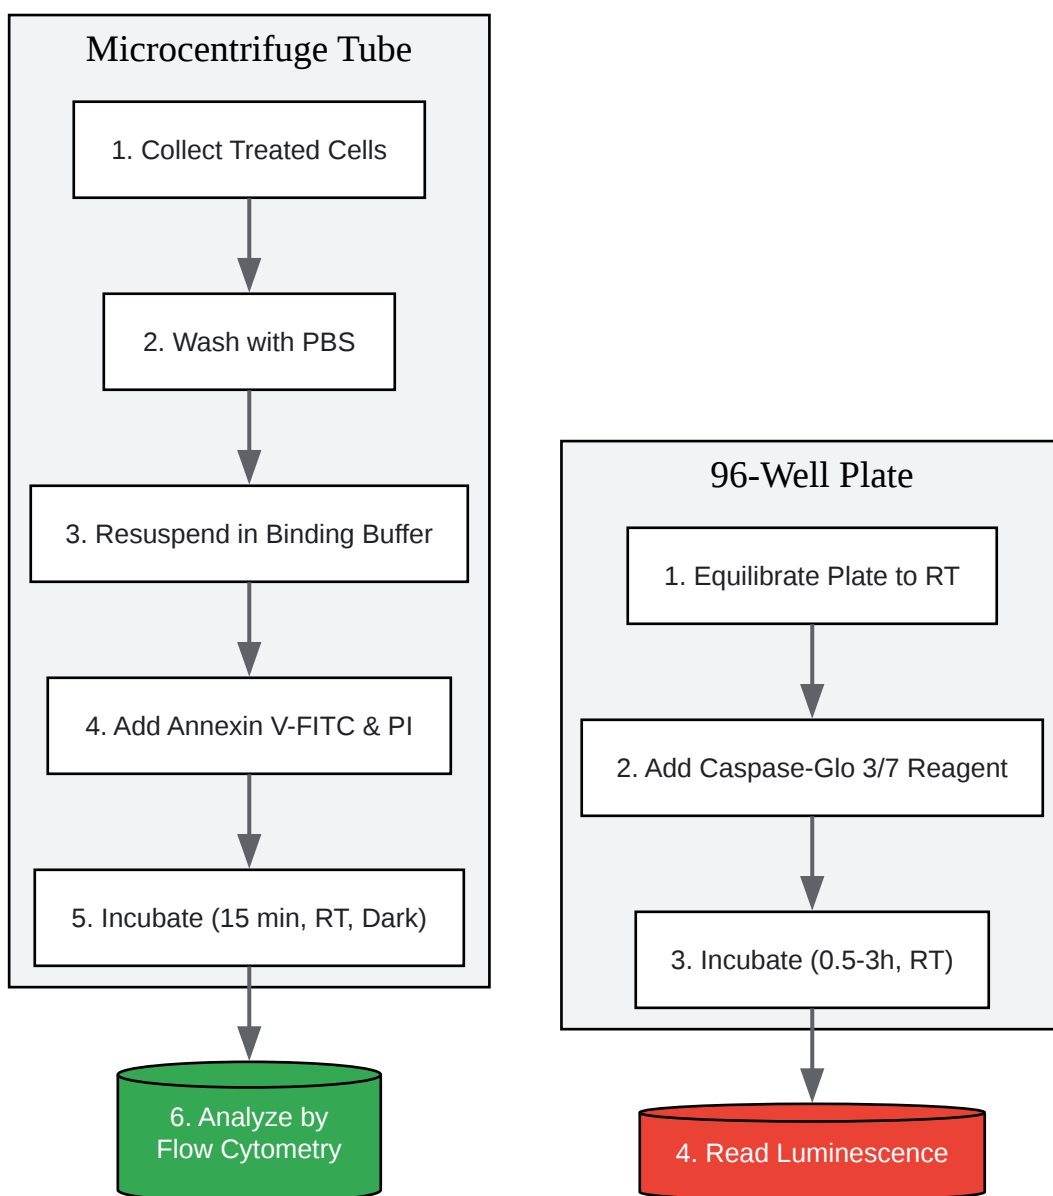 Microcentrifuge Tube
1. Collect Treated Cells
2. Wash with PBS
3. Resuspend in Binding Buffer
4. Add Annexin V-FITC & PI
5. Incubate (15 min, RT, Dark)
6. Analyze by
Flow Cytometry
96-Well Plate
1. Equilibrate Plate to RT
2. Add Caspase-Glo 3/7 Reagent
3. Incubate (0.5-3h, RT)
4. Read Luminescence